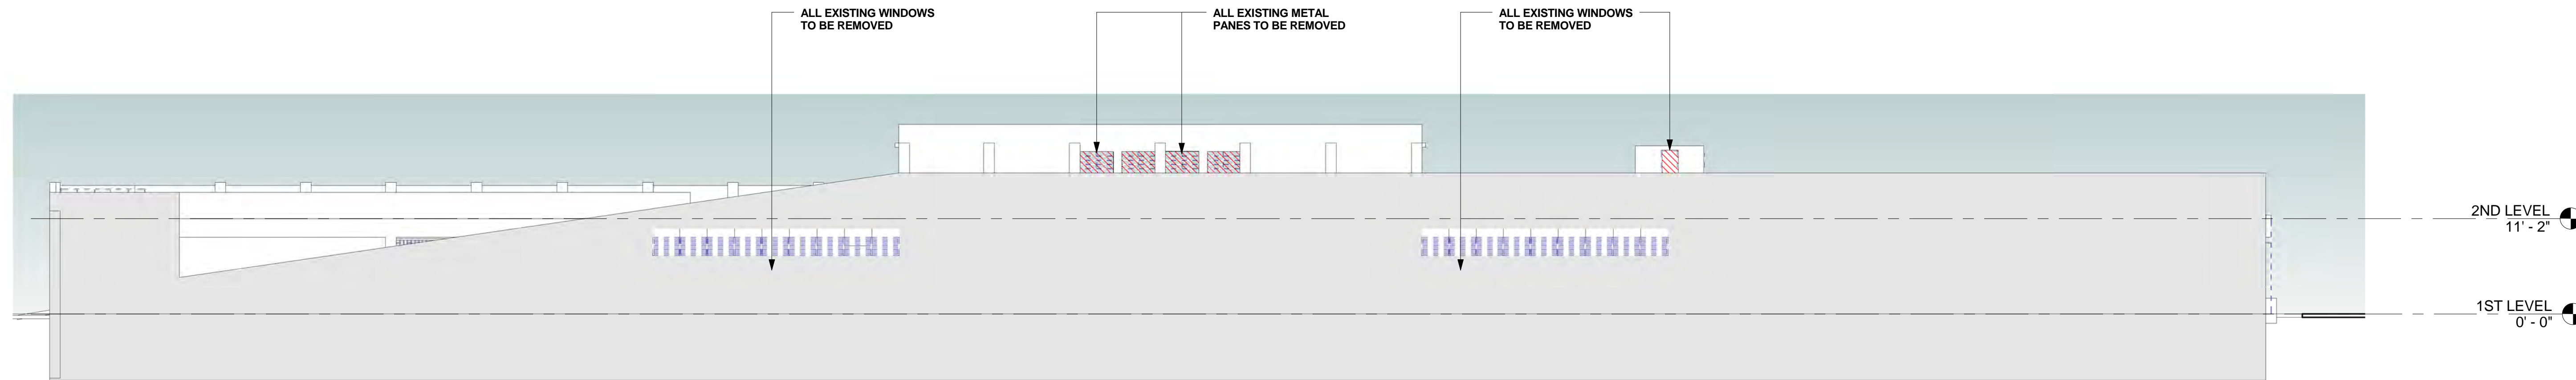 ALL EXISTING WINDOWS
TO BE REMOVED
ALL EXISTING METAL
PANES TO BE REMOVED
ALL EXISTING WINDOWS
TO BE REMOVED
2ND LEVEL
11' - 2"
1ST LEVEL
0' - 0"